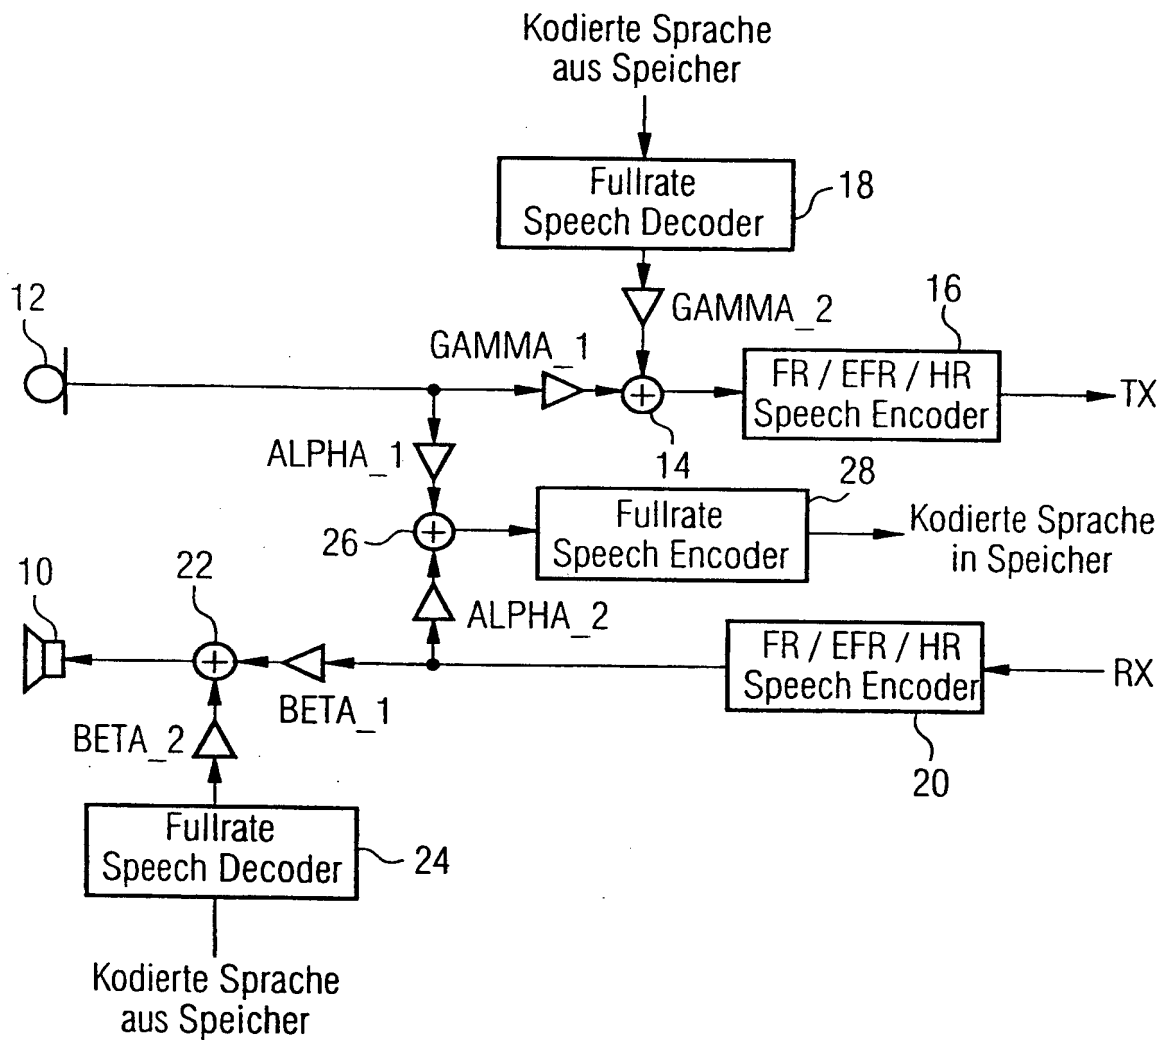 Kodierte Sprache
aus Speicher
Fullrate
Speech Decoder
18
12
GAMMA_2
16
GAMMA_1
FR / EFR / HR
Speech Encoder
TX
ALPHA_1
14
28
26
Fullrate
Speech Encoder
Kodierte Sprache
in Speicher
10
22
ALPHA_2
FR / EFR / HR
Speech Encoder
RX
BETA_1
BETA_2
20
Fullrate
Speech Decoder
24
Kodierte Sprache
aus Speicher